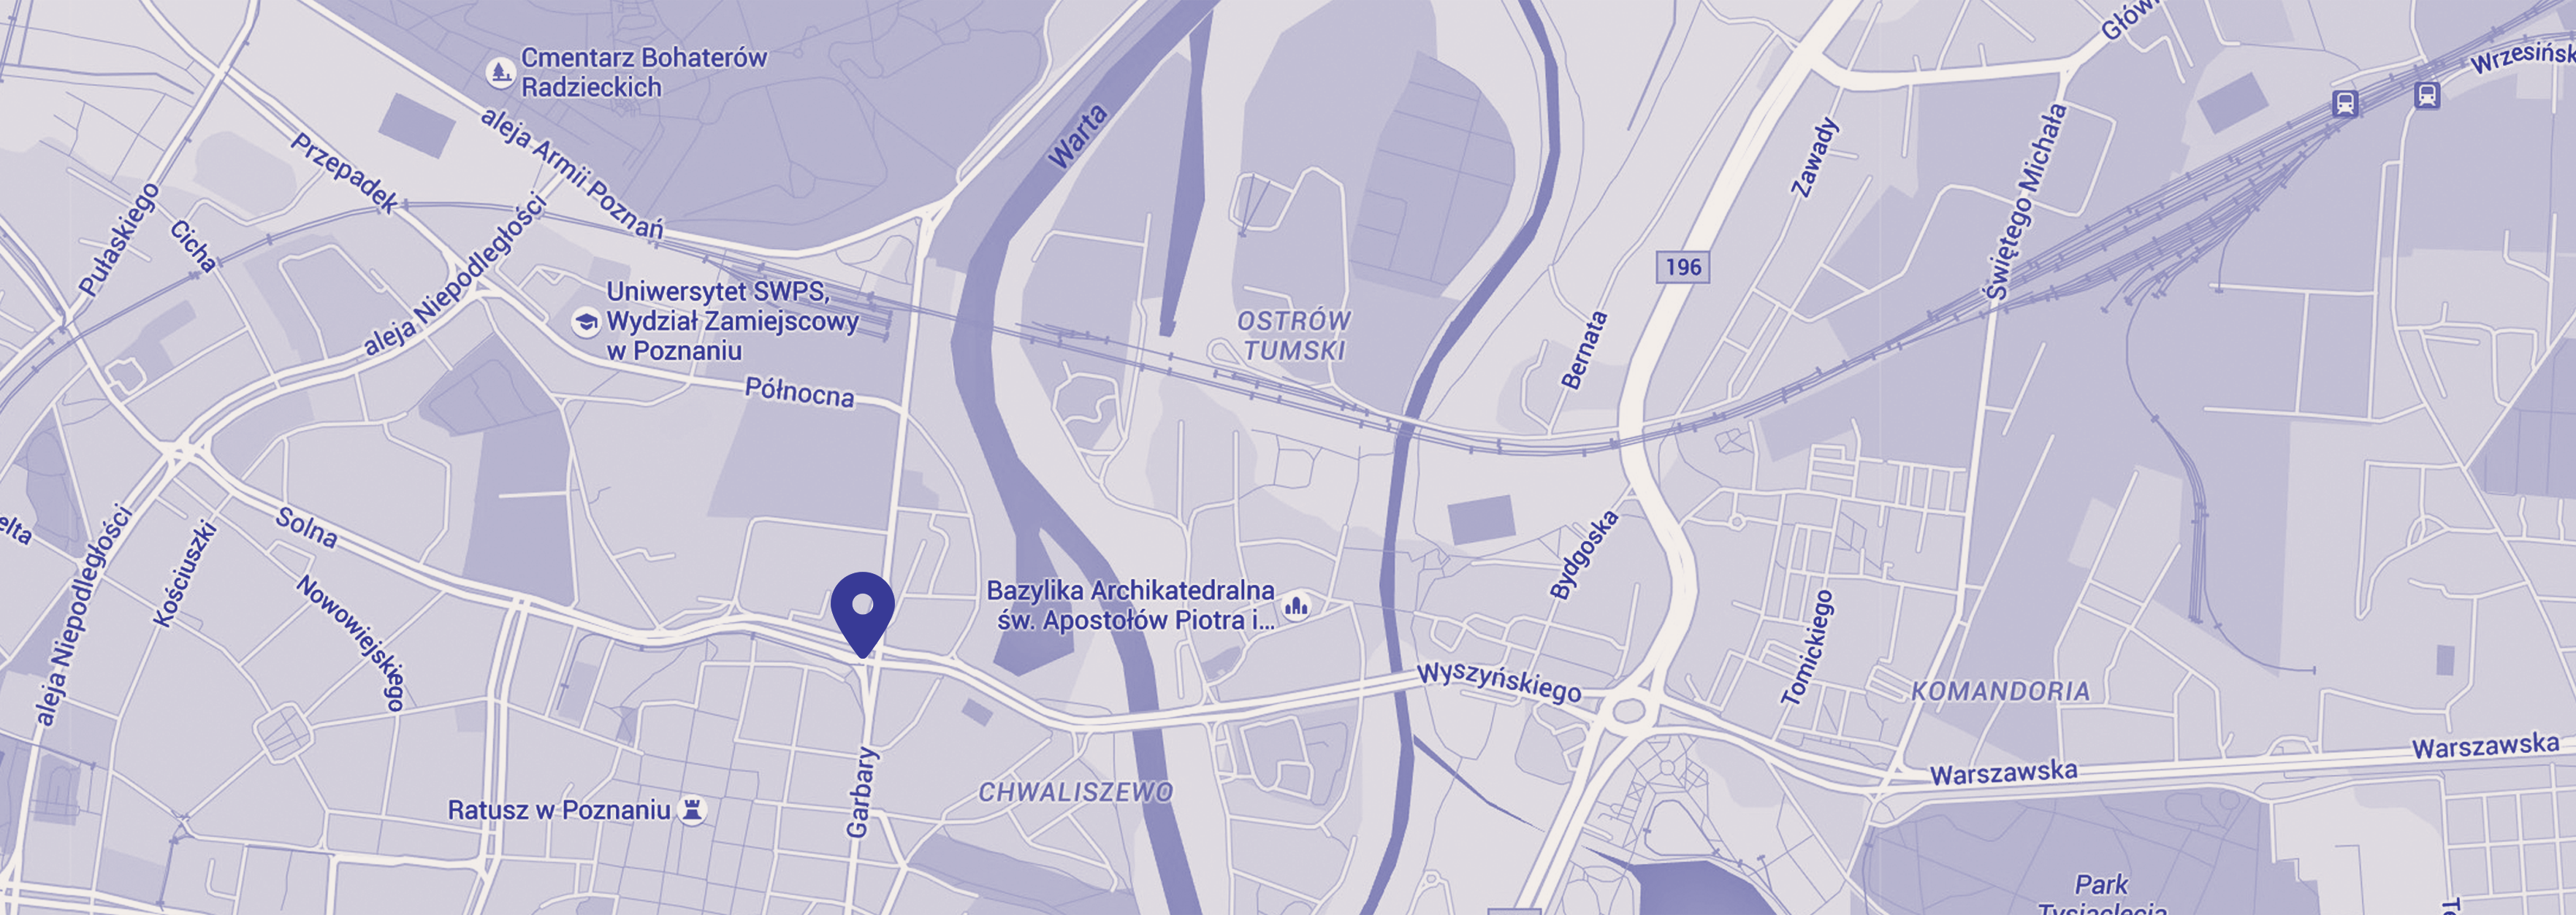 Cmentarz Bohaterów
Radzieckich
aleja Armii Poznań
Przepadek
Pułaskiego
Cicha
aleja Niepodległości
Uniwersytet SWPS,
Wydział Zamiejscowy
w Poznaniu
Północna
Warta
OSTRÓW
TUMSKI
196
Bernata
Zawady
Świętego Michała
Solna
Kościuszki
aleja Niepodległości
Nowowiejskiego
Bazylika Archikatedralna
św. Apostołów Piotra i...
Bydgoska
Wyszyńskiego
Tomickiego
KOMANDORIA
Ratusz w Poznaniu
Garbary
CHWALISZEWO
Warszawska
Warszawska
Park
Tysiąclecia